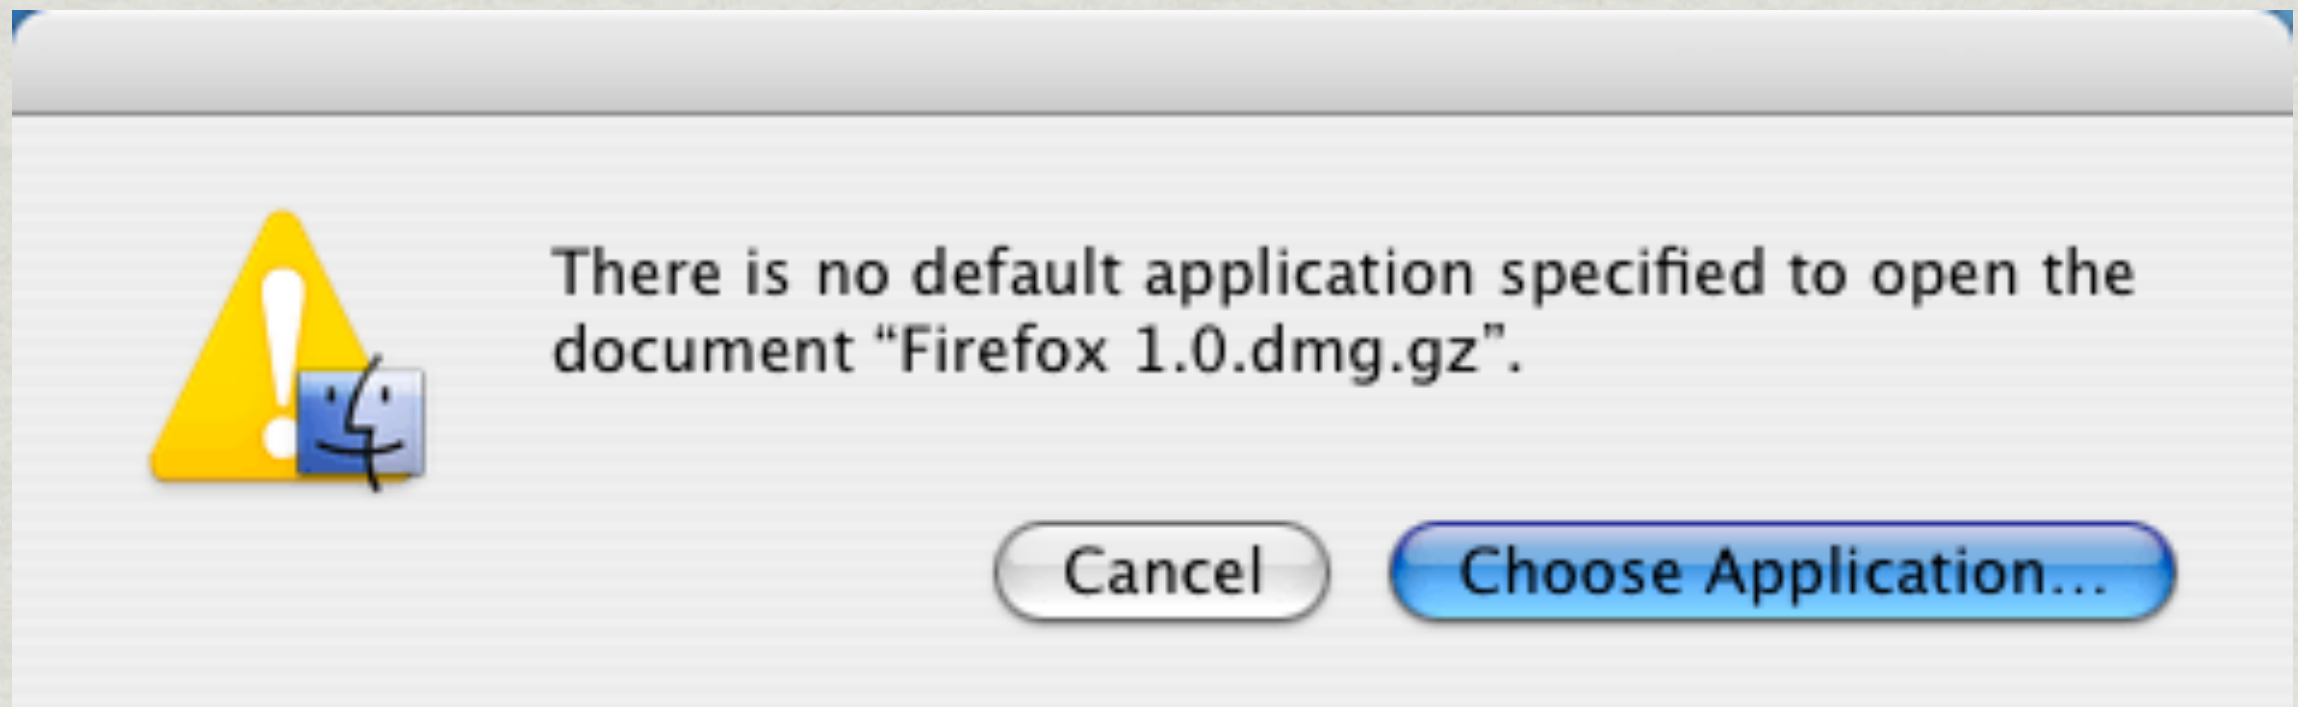 There is no default application specified to open the
document “Firefox 1.0.dmg.gz”.
Cancel
Choose Application...